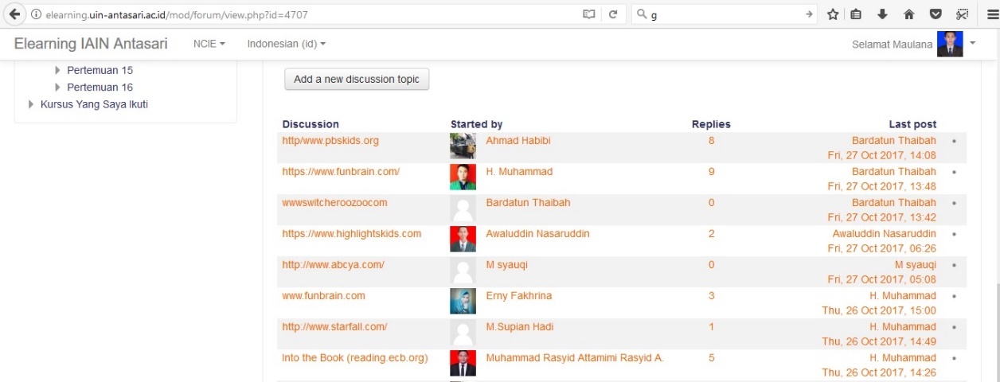 elearning.uin-antasari.ac.id/mod/forum/view.php?id=4707 g
Elearning IAIN Antasari NCIE Indonesian (id) Selamat Maulana
Pertemuan 15
Pertemuan 16
Kursus Yang Saya Ikuti
Add a new discussion topic
Discussion Started by Replies Last post
http/www.pbskids.org Ahmad Habibi 8 Bardatun Thaibah
Fri, 27 Oct 2017, 14:08
https://www.funbrain.com/ H. Muhammad 9 Bardatun Thaibah
Fri, 27 Oct 2017, 13:48
wwwswitcheroozoocom Bardatun Thaibah 0 Bardatun Thaibah
Fri, 27 Oct 2017, 13:42
https://www.highlightskids.com Awaluddin Nasaruddin 2 Awaluddin Nasaruddin
Fri, 27 Oct 2017, 06:26
http://www.abcya.com/ M syauqi 0 M syauqi
Fri, 27 Oct 2017, 05:08
www.funbrain.com Erny Fakhrina 3 H. Muhammad
Thu, 26 Oct 2017, 15:00
http://www.starfall.com/ M.Supian Hadi 1 H. Muhammad
Thu, 26 Oct 2017, 14:49
Into the Book (reading.ecb.org) Muhammad Rasyid Attamimi Rasyid A. 5 H. Muhammad
Thu, 26 Oct 2017, 14:26